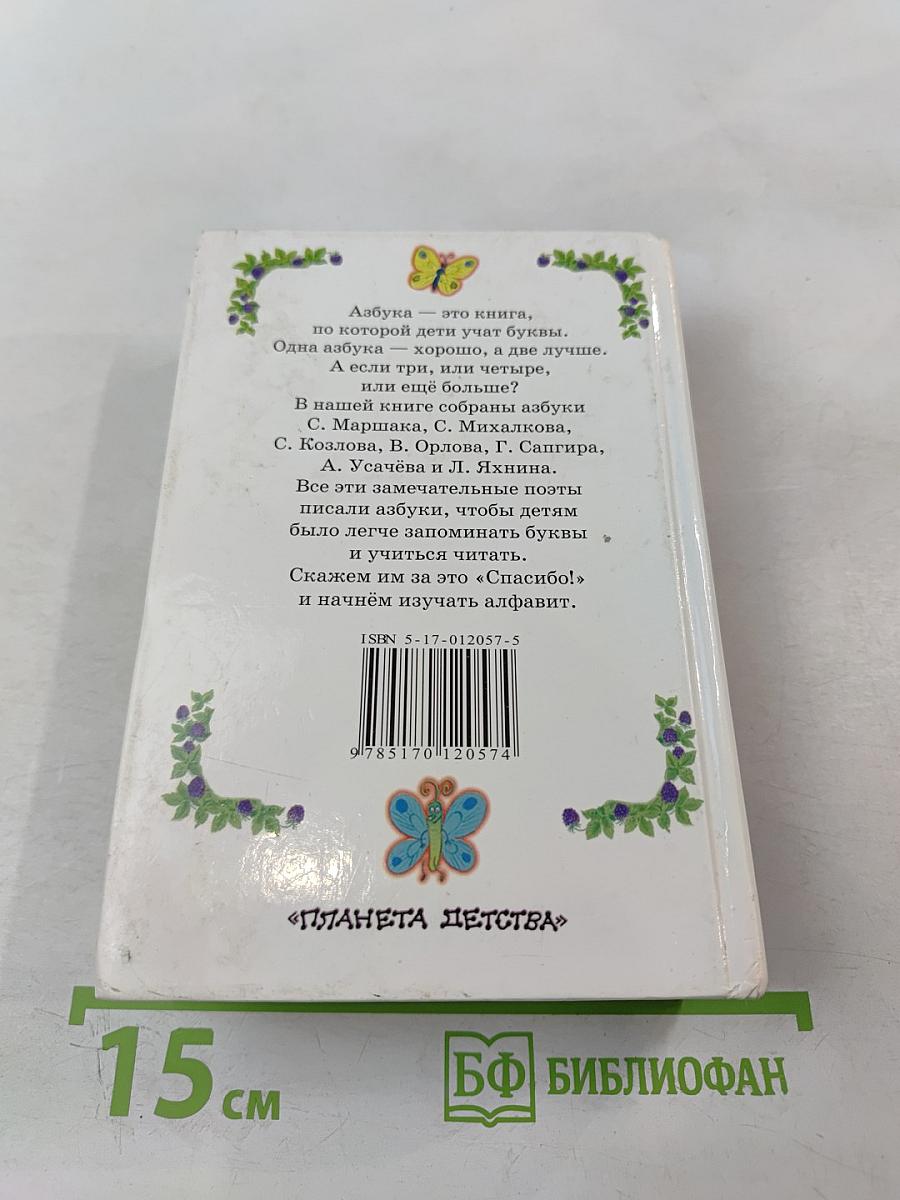 Азбука — это книга,
по которой дети учат буквы.
Одна азбука — хорошо, а две лучше.
А если три, или четыре,
или ещё больше?
В нашей книге собраны азбуки
С. Маршака, С. Михалкова,
С. Козлова, В. Орлова, Г. Сапгира,
А. Усачёва и Л. Яхнина.
Все эти замечательные поэты
писали азбуки, чтобы детям
было легче запоминать буквы
и учиться читать.
Скажем им за это «Спасибо!»
и начнём изучать алфавит.
ISBN 5-17-012057-5
9 785170 120574
«ПЛАНЕТА ДЕТСТВА»
15 см
БФ БИБЛИОФАН